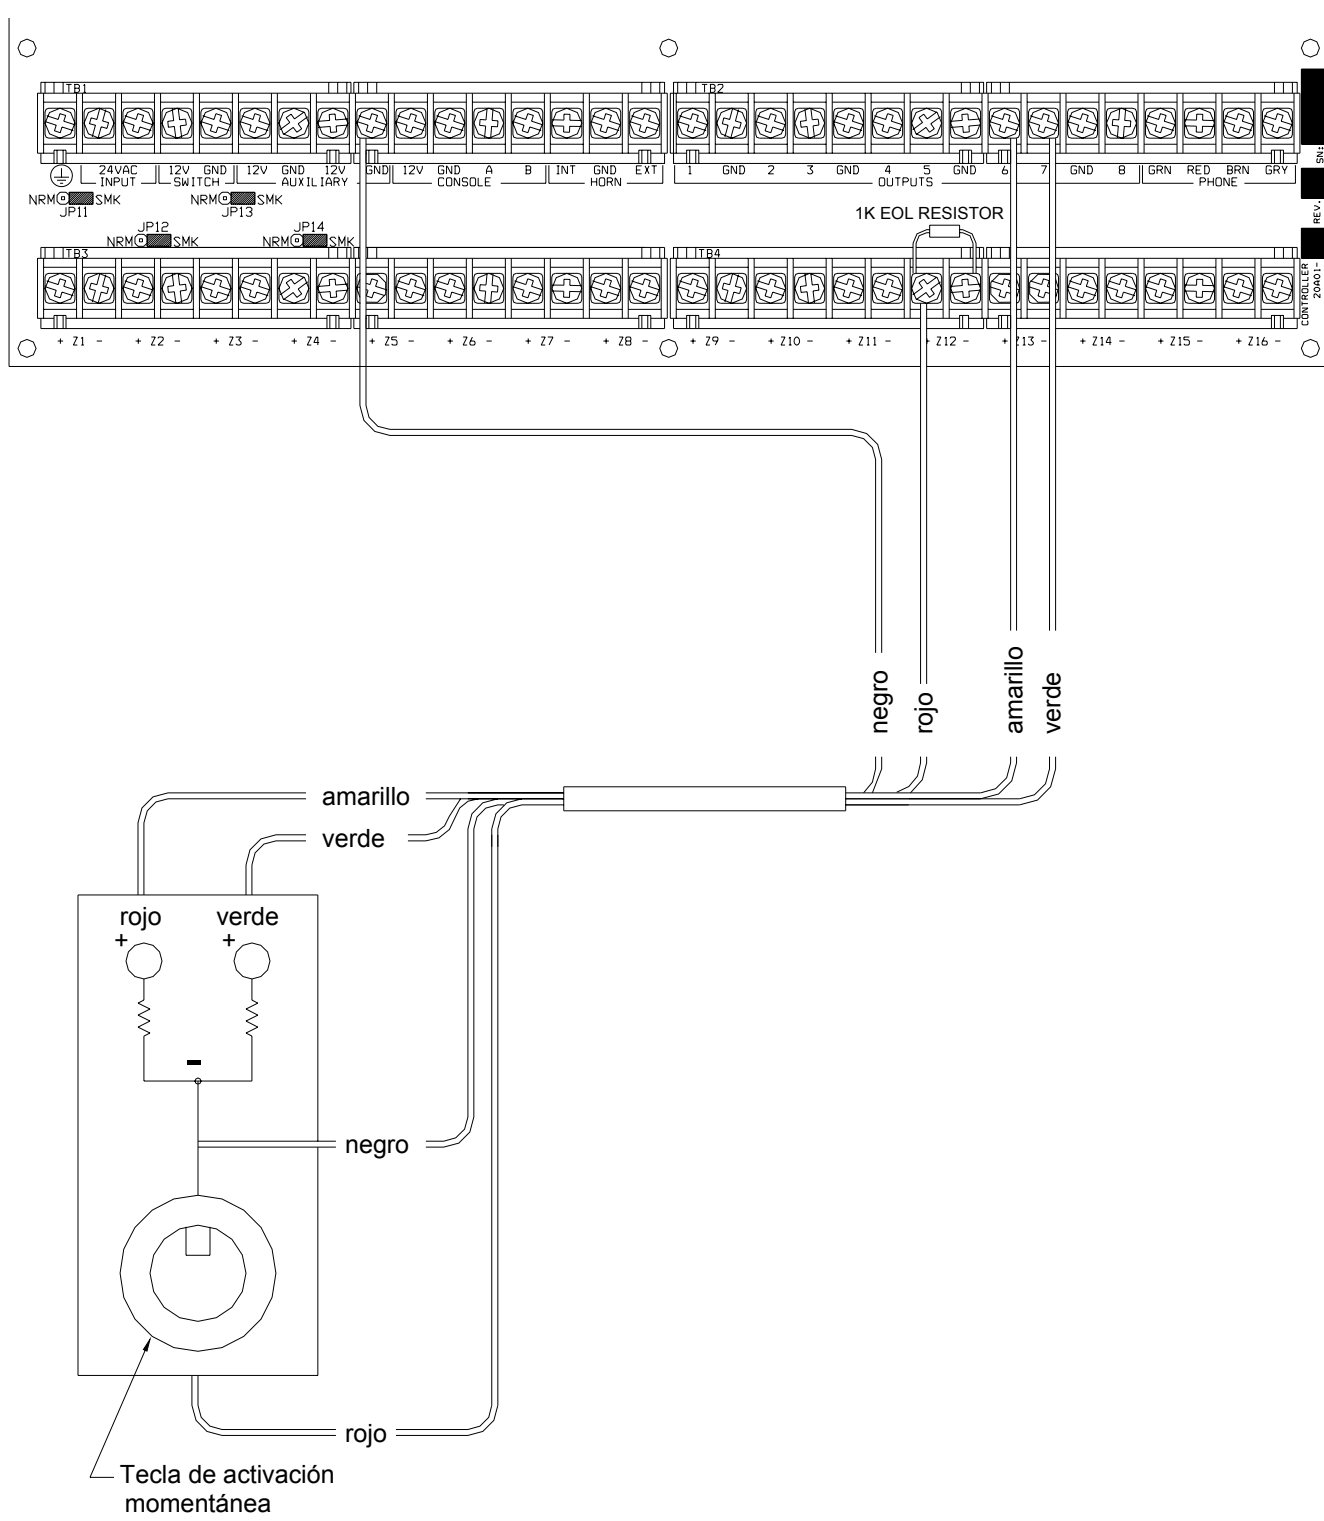 TB1
TB2
24VAC 12V GND 12V GND 12V GND 12V GND A B INT GND EXT 1 GND 2 3 GND 4 5 GND 6 7 GND 8 GRN RED BRN GRY
INPUT SWITCH AUXILIARY CONSOLE HORN OUTPUTS PHONE
NRM SMK NRM SMK
JP11 JP13
JP12 JP14
NRM SMK NRM SMK
1K EOL RESISTOR
TB3
TB4
+ Z1 - + Z2 - + Z3 - + Z4 - + Z5 - + Z6 - + Z7 - + Z8 - + Z9 - + Z10 - + Z11 - + Z12 - + Z13 - + Z14 - + Z15 - + Z16 -
SN:
REV.
CONTROLLER
20A01-
negro
rojo
amarillo
verde
amarillo
verde
rojo verde
+ +
-
negro
rojo
Tecla de activación
momentánea